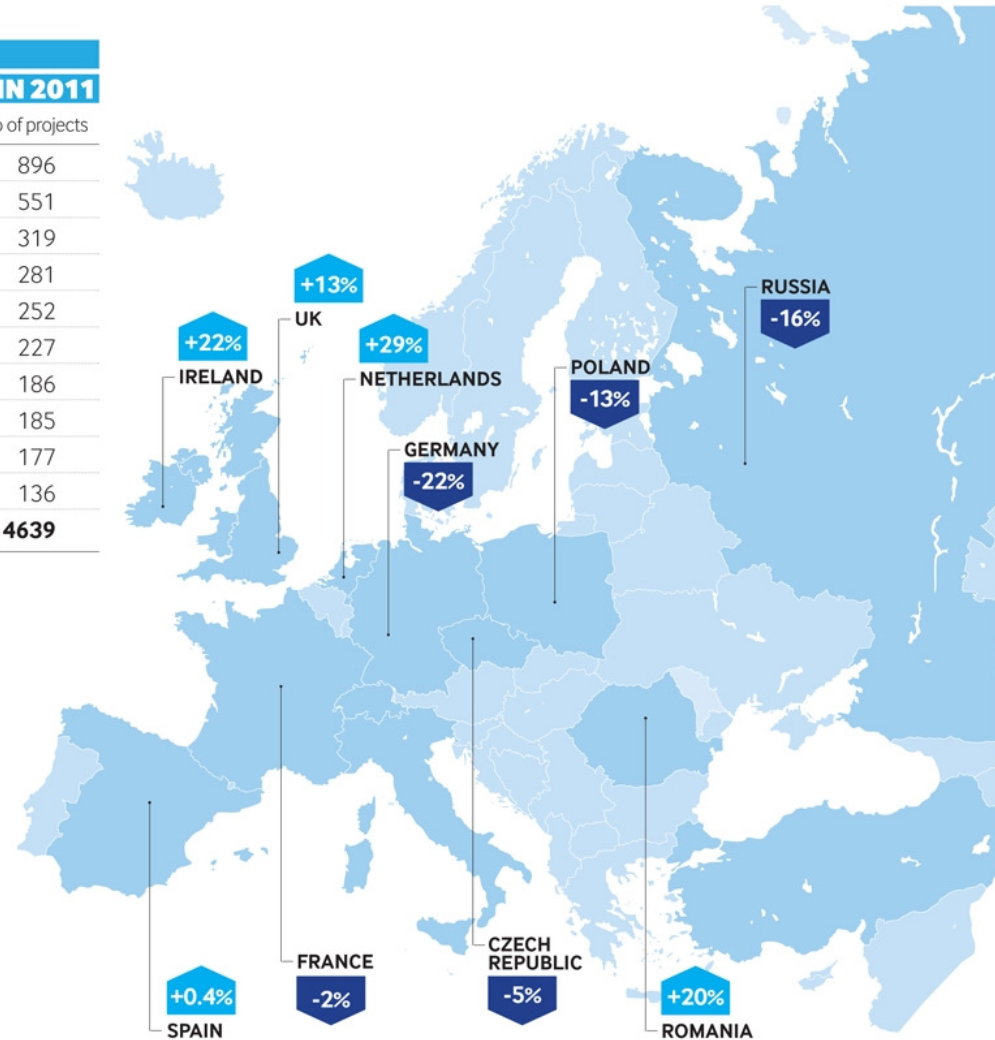 IN 2011
of projects
896
551
319
281
252
227
186
185
177
136
4639
+13%
UK
+22%
IRELAND
+29%
NETHERLANDS
RUSSIA
-16%
POLAND
-13%
GERMANY
-22%
FRANCE
-2%
CZECH
REPUBLIC
-5%
+0.4%
SPAIN
+20%
ROMANIA